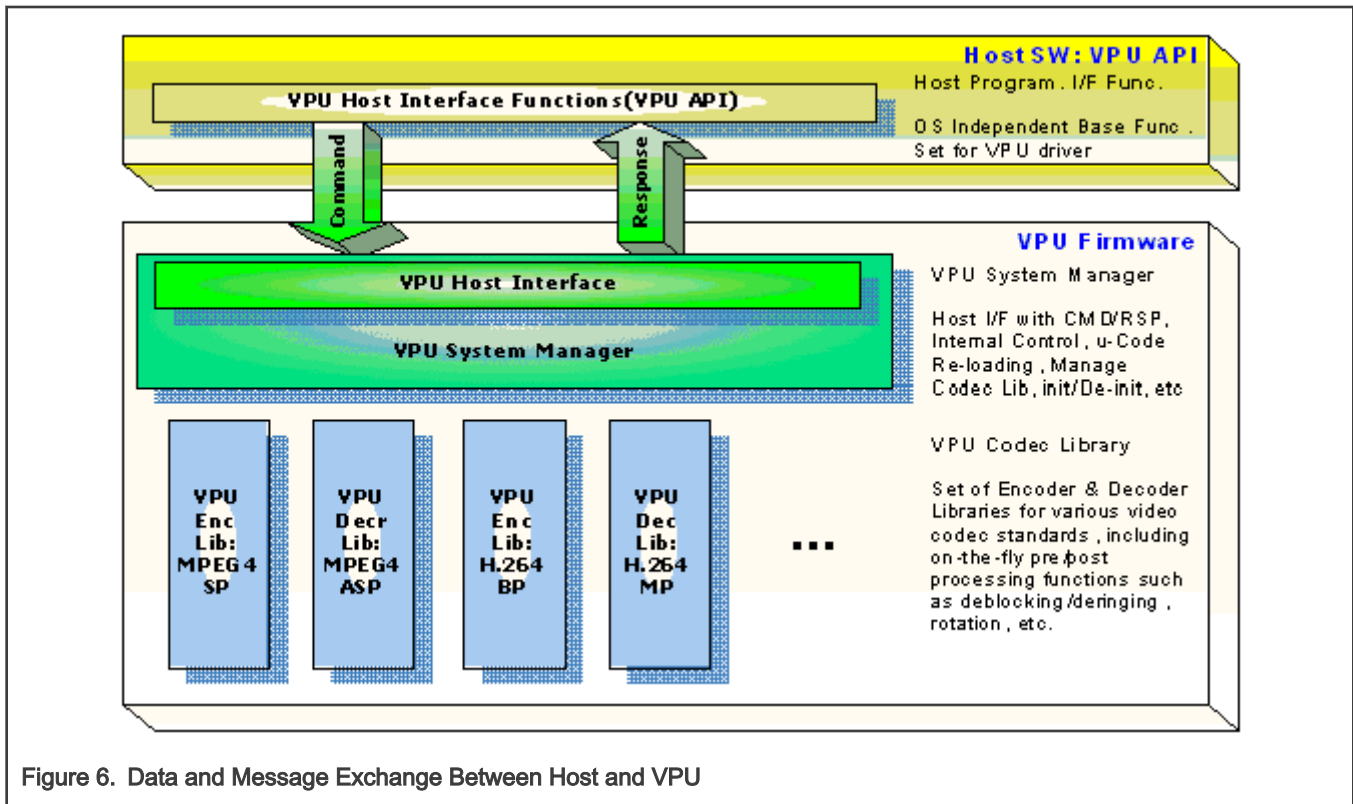 Host SW: VPU API
Host Program. I/F Func.
OS Independent Base Func.
Set for VPU driver
VPU Host Interface Functions(VPU API)
Command
Response
VPU Firmware
VPU Host Interface
VPU System Manager
VPU System Manager
Host I/F with CMD/RSP,
Internal Control, u-Code
Re-loading, Manage
Codec Lib, init/De-init, etc
VPU
Enc
Lib:
MPEG4
SP
VPU
Decr
Lib:
MPEG4
ASP
VPU
Enc
Lib:
H.264
BP
VPU
Dec
Lib:
H.264
MP
...
VPU Codec Library
Set of Encoder & Decoder
Libraries for various video
codec standards, including
on-the-fly pre/post
processing functions such
as deblocking/deringing,
rotation, etc.
Figure 6. Data and Message Exchange Between Host and VPU